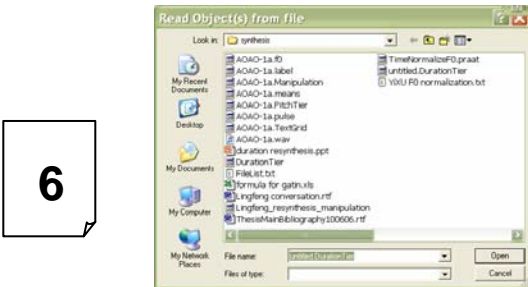 6
Read Object(s) from file
Look in: synthesis
My Recent Documents
Desktop
My Documents
My Computer
My Network Places
AOAO-1a.f0
AOAO-1a.label
AOAO-1a.Manipulation
AOAO-1a.means
AOAO-1a.PitchTier
AOAO-1a.pulse
AOAO-1a.TextGrid
AOAO-1a.wav
duration resynthesis.ppt
DurationTier
FileList.txt
formula for gatin.xls
Lingfeng conversation.rtf
Lingfeng_resynthesis_manipulation
ThesisMainBibliography100606.rtf
TimeNormalizeF0.praat
untitled.DurationTier
YIXU F0 normalization.txt
File name: untitled.DurationTier
Open
Files of type:
Cancel